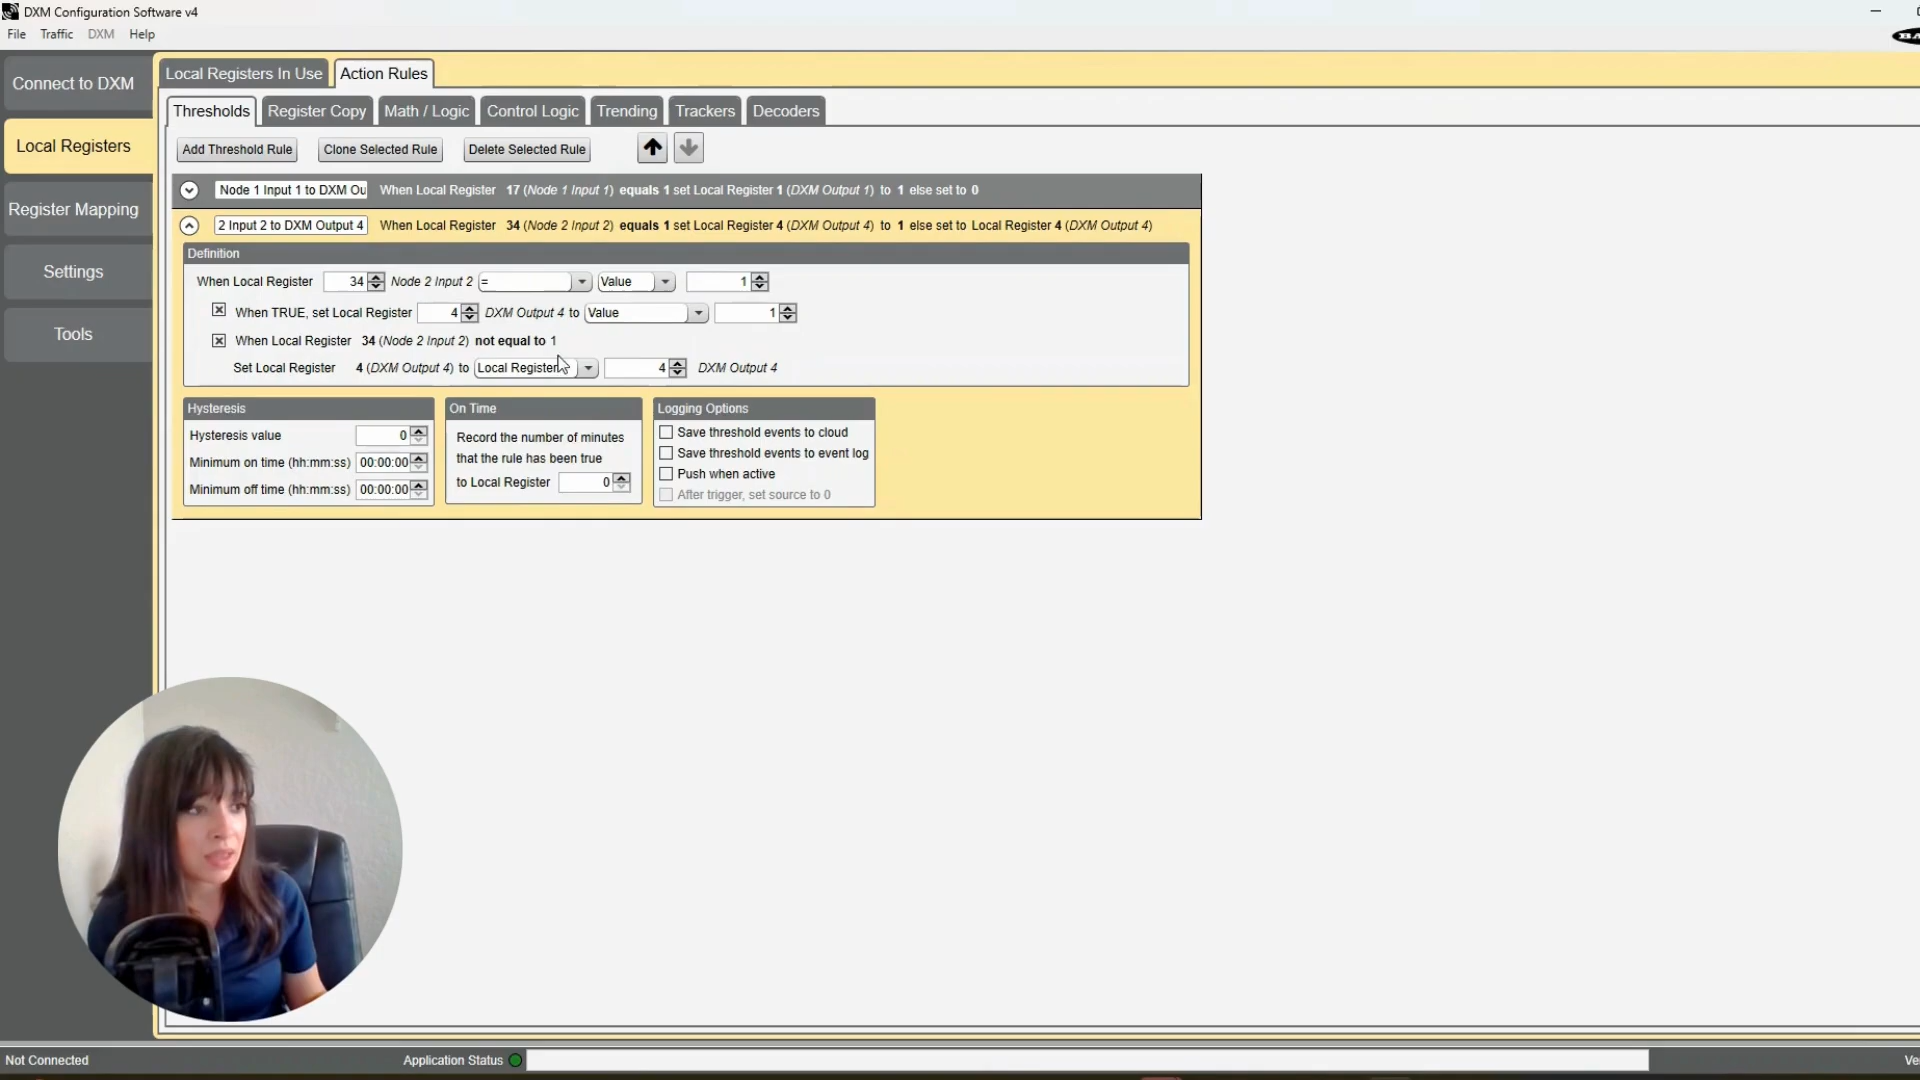 DXM Configuration Software v4
File Traffic DXM Help
Connect to DXM
Local Registers
Register Mapping
Settings
Tools
Local Registers In Use Action Rules
Thresholds Register Copy Math / Logic Control Logic Trending Trackers Decoders
Add Threshold Rule Clone Selected Rule Delete Selected Rule
Node 1 Input 1 to DXM Ou When Local Register 17 (Node 1 Input 1) equals 1 set Local Register 1 (DXM Output 1) to 1 else set to 0
2 Input 2 to DXM Output 4 When Local Register 34 (Node 2 Input 2) equals 1 set Local Register 4 (DXM Output 4) to 1 else set to Local Register 4 (DXM Output 4)
Definition
When Local Register 34 Node 2 Input 2 = Value 1
When TRUE, set Local Register 4 DXM Output 4 to Value 1
When Local Register 34 (Node 2 Input 2) not equal to 1
Set Local Register 4 (DXM Output 4) to Local Register 4 DXM Output 4
Hysteresis
Hysteresis value 0
Minimum on time (hh:mm:ss) 00:00:00
Minimum off time (hh:mm:ss) 00:00:00
On Time
Record the number of minutes
that the rule has been true
to Local Register 0
Logging Options
Save threshold events to cloud
Save threshold events to event log
Push when active
After trigger, set source to 0
Not Connected Application Status Ve